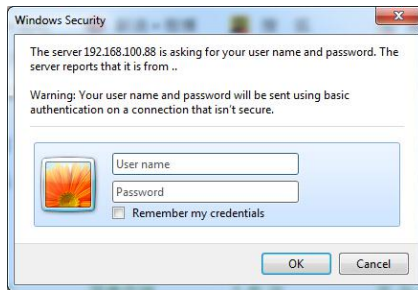 Windows Security
The server 192.168.100.88 is asking for your user name and password. The
server reports that it is from ..
Warning: Your user name and password will be sent using basic
authentication on a connection that isn't secure.
User name
Password
Remember my credentials
OK
Cancel